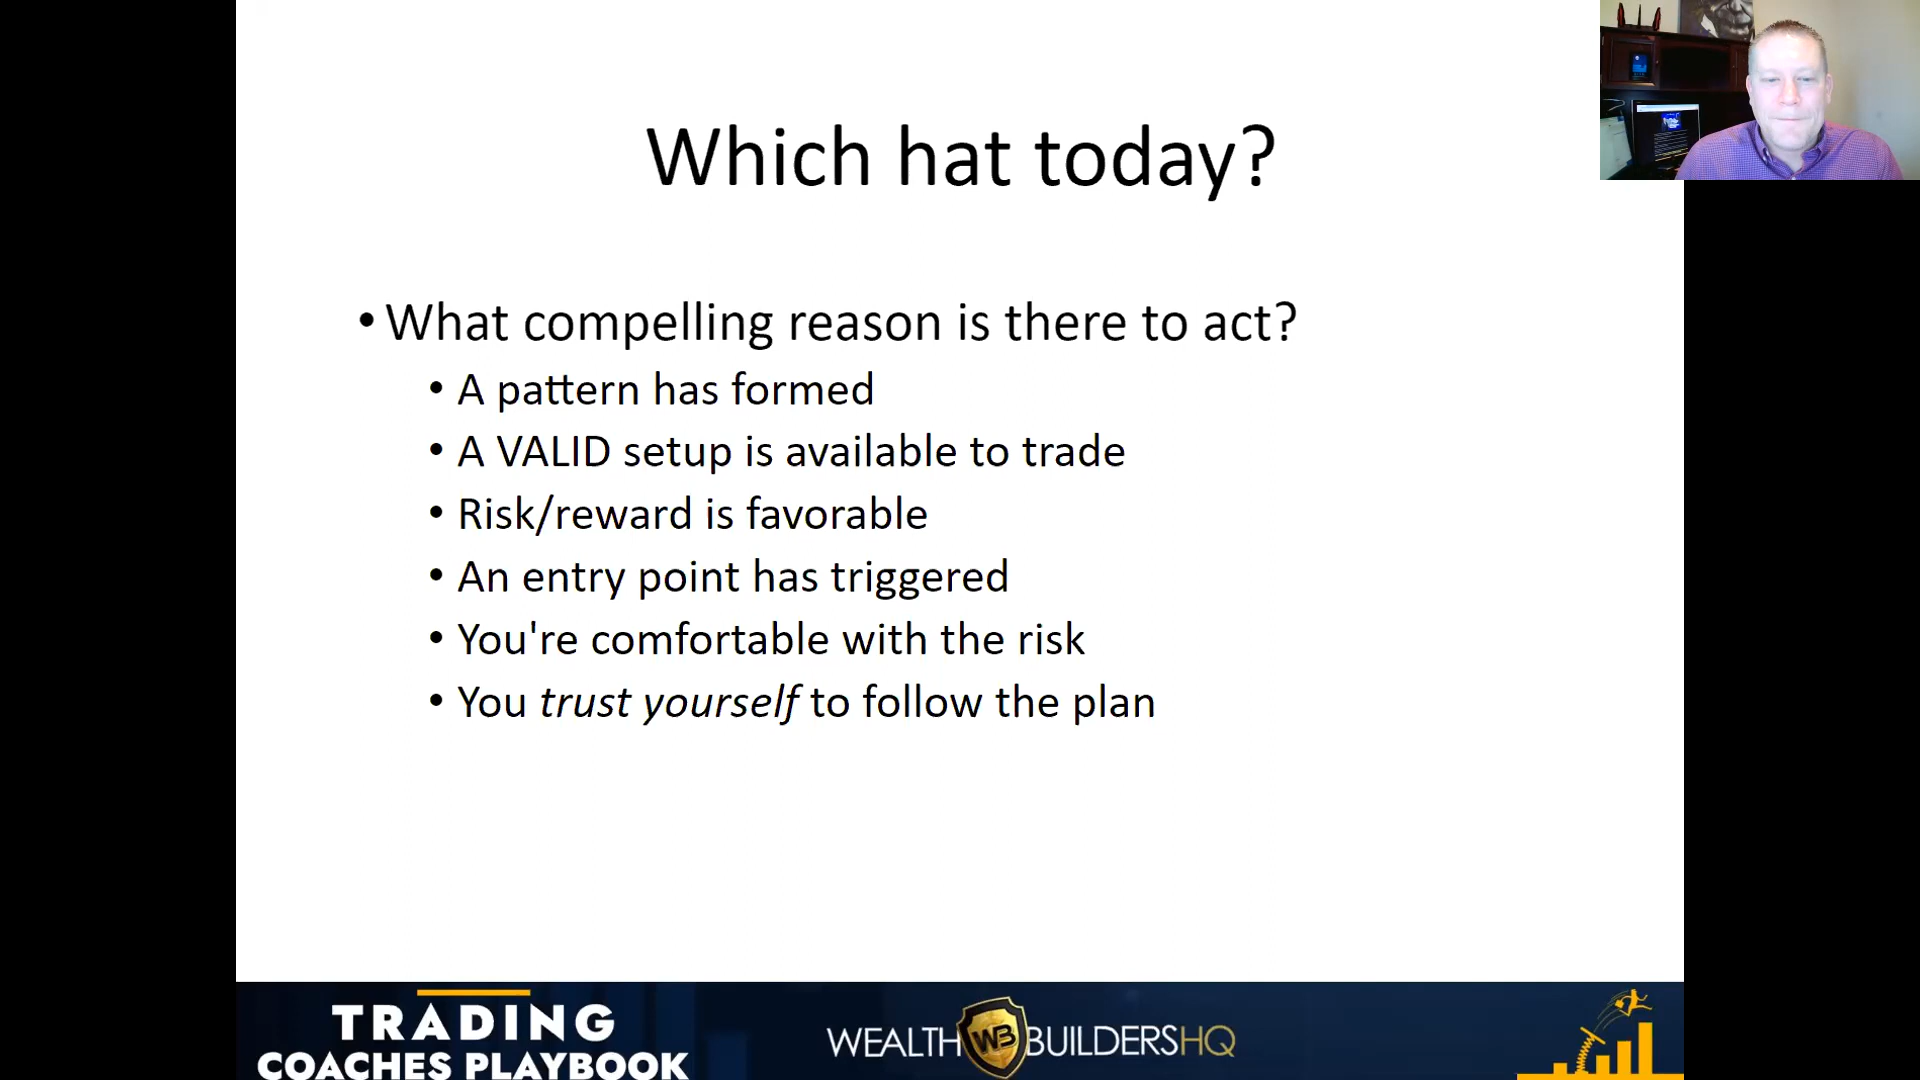 Which hat today?
• What compelling reason is there to act?
• A pattern has formed
• A VALID setup is available to trade
• Risk/reward is favorable
• An entry point has triggered
• You're comfortable with the risk
• You trust yourself to follow the plan
TRADING
COACHES PLAYBOOK
WEALTH WB BUILDERSHQ